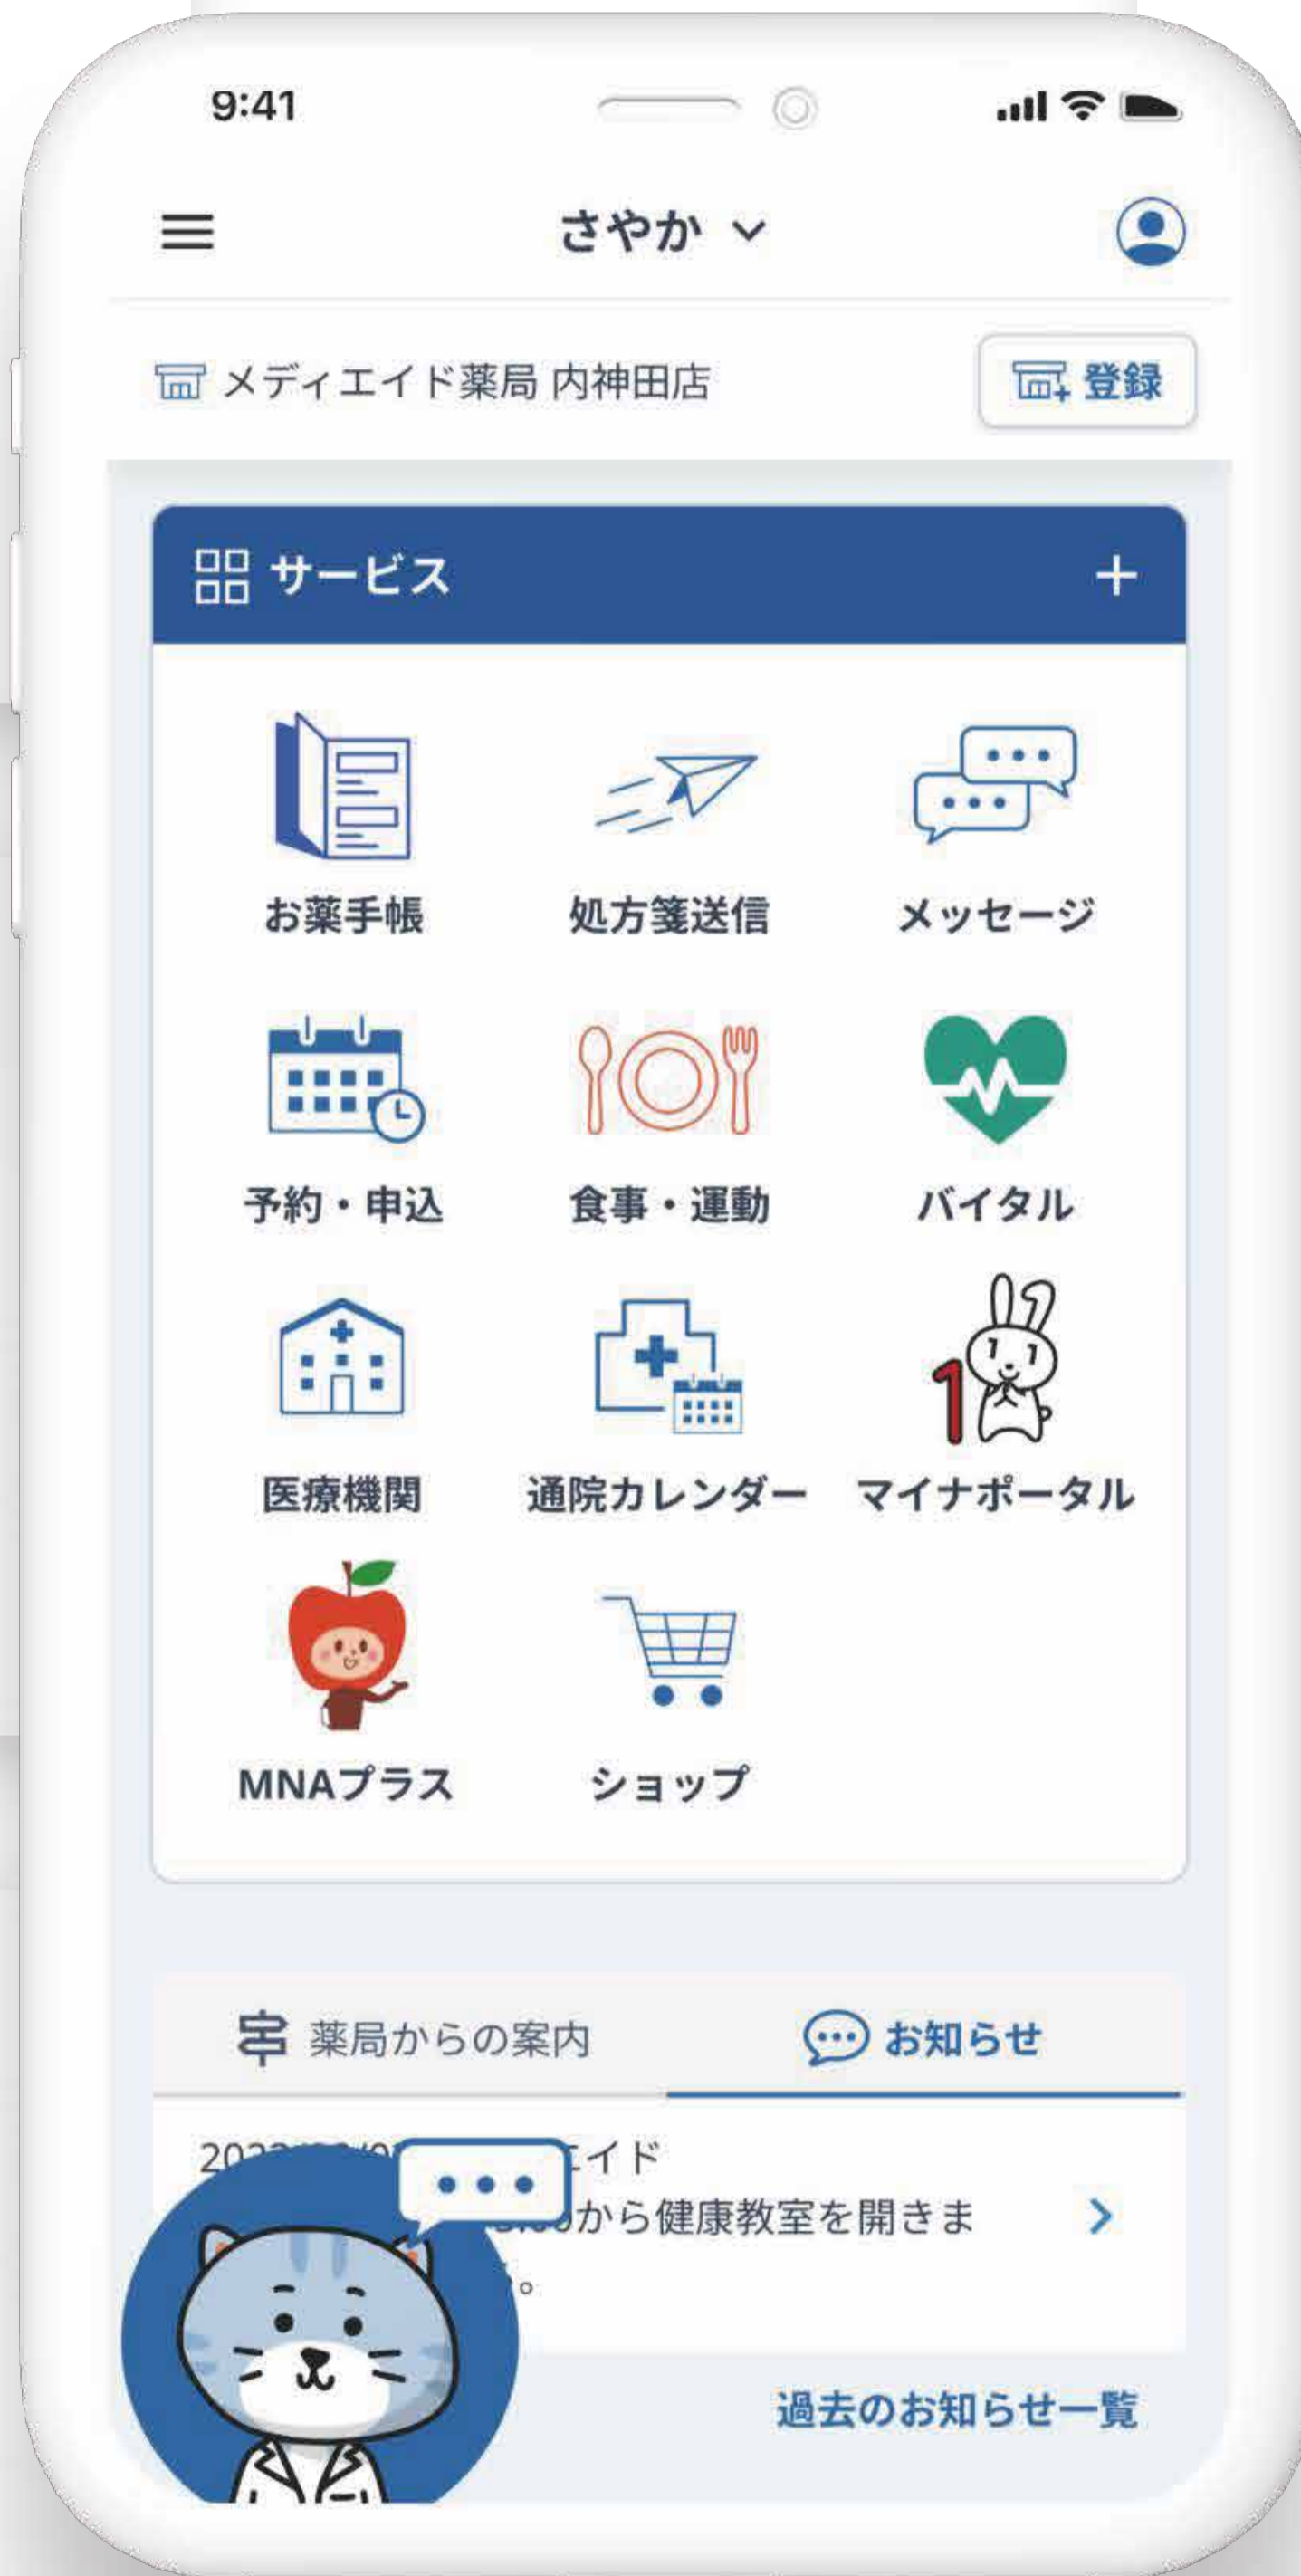 9:41
さやか
メディエイド薬局 内神田店
登録
サービス
お薬手帳
処方箋送信
メッセージ
予約・申込
食事・運動
バイタル
医療機関
通院カレンダー
マイナポータル
1
MNAプラス
ショップ
薬局からの案内
お知らせ
エイド
から健康教室を開きま
。
過去のお知らせ一覧